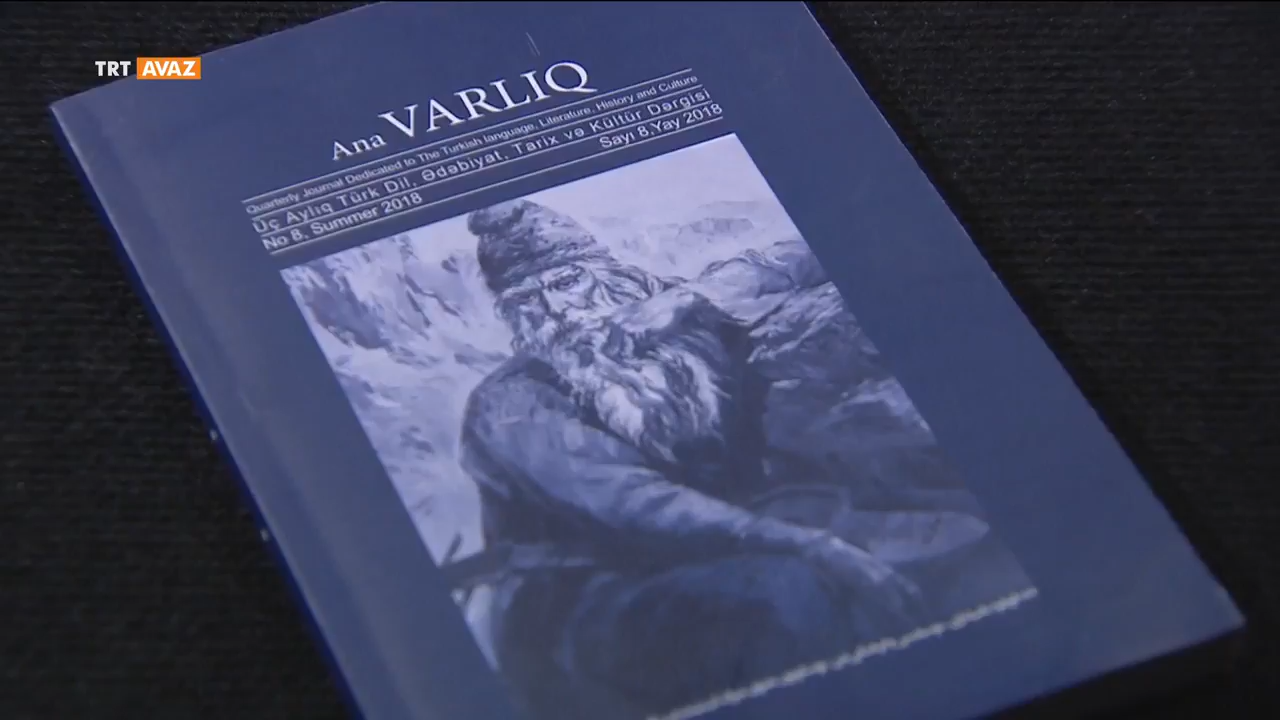 TRT AVAZ
Ana VARLIQ
Quarterly Journal Dedicated to The Turkish language, Literature, History and Culture
Üç Aylıq Türk Dil, Ədəbiyat, Tarix və Kültür Dərgisi
No 8, Summer 2018
Sayı 8,Yay 2018